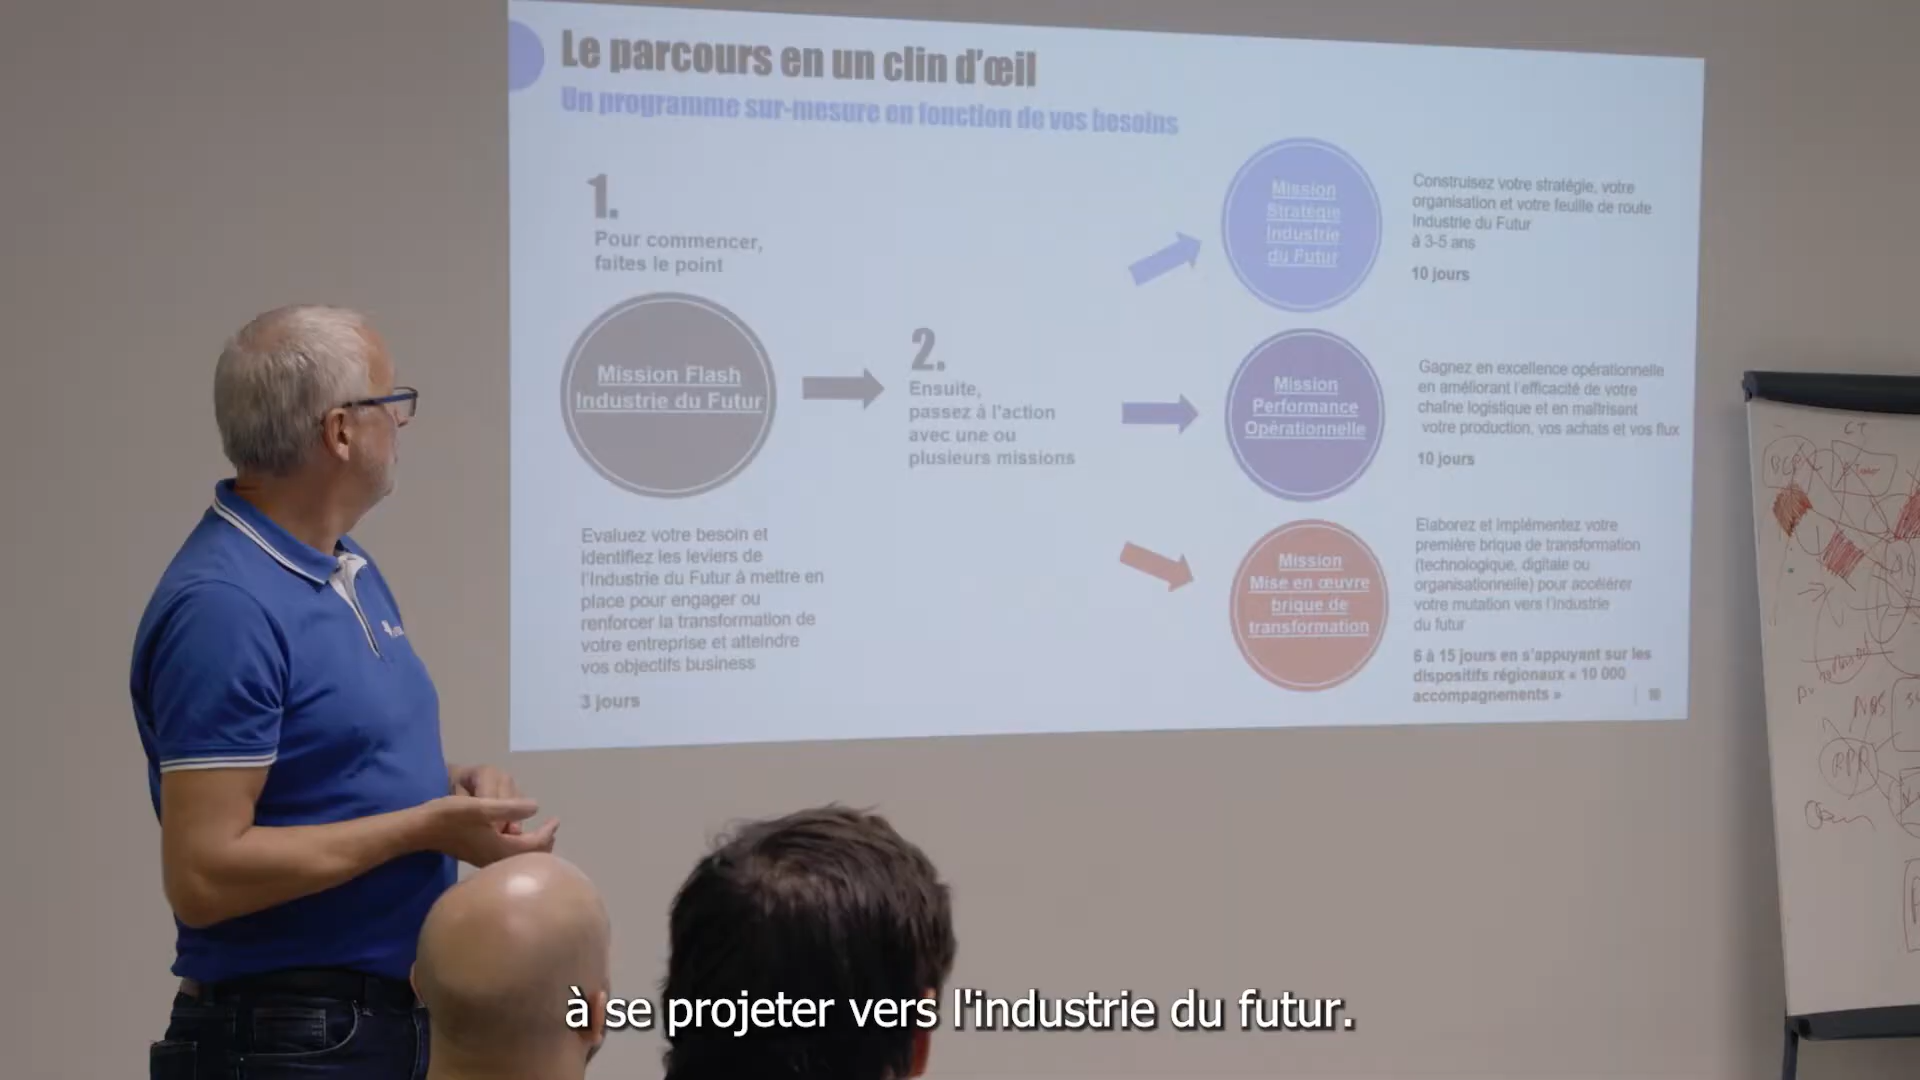 Le parcours en un clin d'œil
Un programme sur-mesure en fonction de vos besoins
1.
Pour commencer,
faites le point
Mission Flash
Industrie du Futur
Evaluez votre besoin et
identifiez les leviers de
l'Industrie du Futur à mettre en
place pour engager ou
renforcer la transformation de
votre entreprise et atteindre
vos objectifs business
3 jours
2.
Ensuite,
passez à l'action
avec une ou
plusieurs missions
Mission
Stratégie
Industrie
du Futur
Construisez votre stratégie, votre
organisation et votre feuille de route
Industrie du Futur
à 3-5 ans
10 jours
Mission
Performance
Opérationnelle
Gagnez en excellence opérationnelle
en améliorant l'efficacité de votre
chaîne logistique et en maîtrisant
votre production, vos achats et vos flux
10 jours
Mission
Mise en œuvre
brique de
transformation
Elaborez et implémentez votre
première brique de transformation
(technologique, digitale ou
organisationnelle) pour accélérer
votre mutation vers l'industrie
du futur
6 à 15 jours en s'appuyant sur les
dispositifs régionaux « 10 000
accompagnements »
CT
à se projeter vers l'industrie du futur.